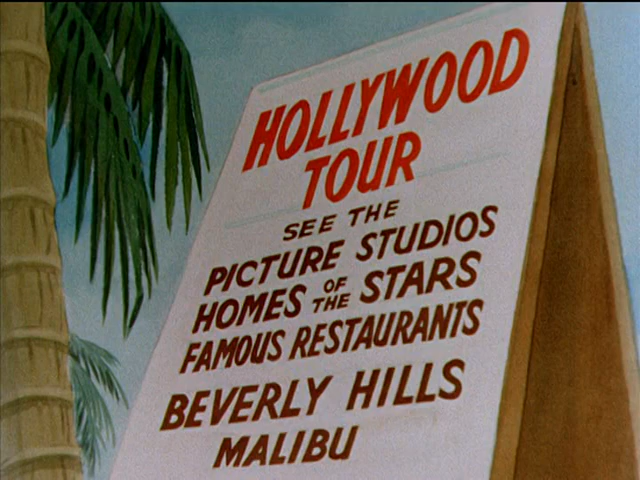 HOLLYWOOD
TOUR
SEE THE
PICTURE STUDIOS
HOMES OF THE STARS
FAMOUS RESTAURANTS
BEVERLY HILLS
MALIBU